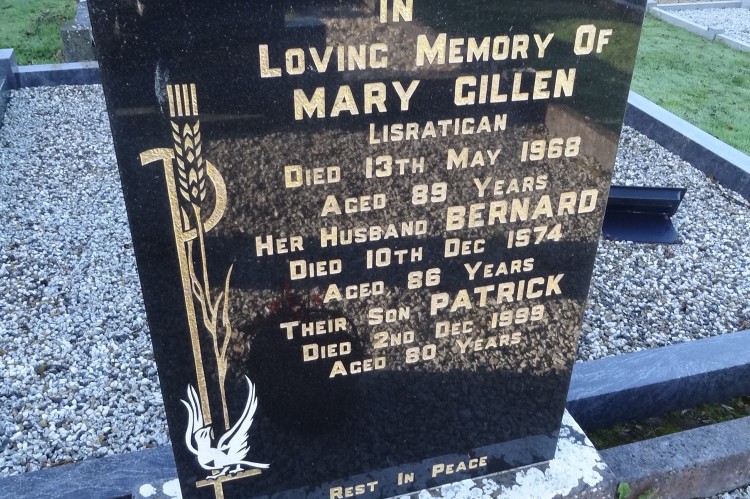 IN
LOVING MEMORY OF
MARY GILLEN
LISRATIGAN
DIED 13TH MAY 1968
AGED 89 YEARS
HER HUSBAND BERNARD
DIED 10TH DEC 1974
AGED 86 YEARS
THEIR SON PATRICK
DIED 2ND DEC 1999
AGED 80 YEARS
REST IN PEACE